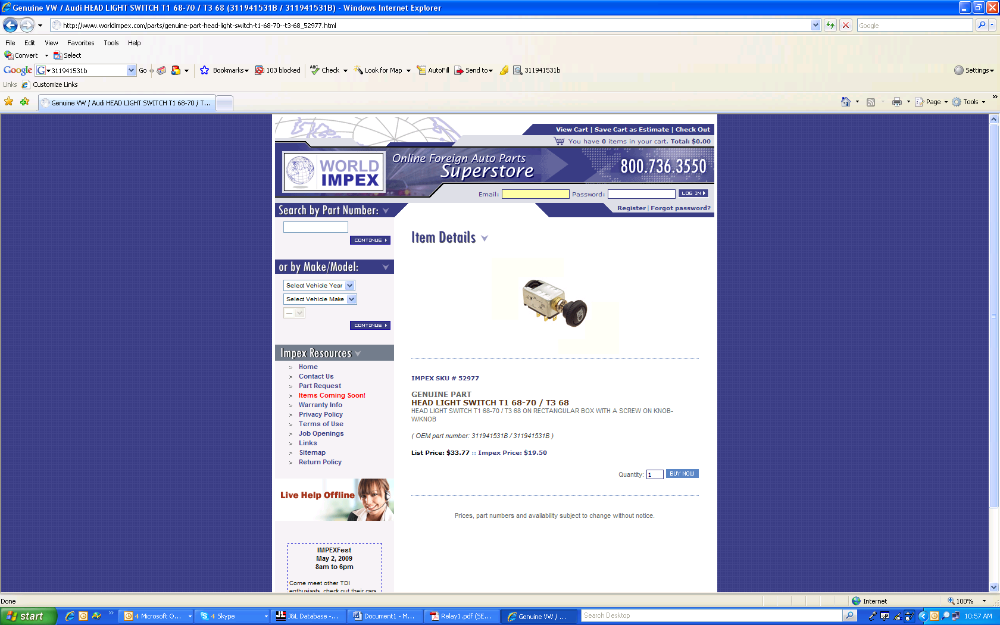 Genuine VW / Audi HEAD LIGHT SWITCH T1 68-70 / T3 68 (311941531B / 311941531B) - Windows Internet Explorer
http://www.worldimpex.com/parts/genuine-part-head-light-switch-t1-68-70--t3-68_52977.html
Google
File Edit View Favorites Tools Help
Convert Select
Google G 311941531b Go Bookmarks 103 blocked ABC Check Look for Map AutoFill Send to 311941531b Settings
Links Customize Links
Genuine VW / Audi HEAD LIGHT SWITCH T1 68-70 / T... Page Tools
View Cart | Save Cart as Estimate | Check Out
You have 0 items in your cart. Total: $0.00
WORLD IMPEX
Online Foreign Auto Parts
Superstore
800.736.3550
Email: Password: LOG IN
Register | Forgot password?
Search by Part Number:
CONTINUE
or by Make/Model:
Select Vehicle Year
Select Vehicle Make
---
CONTINUE
Impex Resources
> Home
> Contact Us
> Part Request
> Items Coming Soon!
> Warranty Info
> Privacy Policy
> Terms of Use
> Job Openings
> Links
> Sitemap
> Return Policy
Live Help Offline
IMPEXFest
May 2, 2009
8am to 6pm
Come meet other TDI
enthusiasts, check out their cars
Item Details
IMPEX SKU # 52977
GENUINE PART
HEAD LIGHT SWITCH T1 68-70 / T3 68
HEAD LIGHT SWITCH T1 68-70 / T3 68 ON RECTANGULAR BOX WITH A SCREW ON KNOB-
W/KNOB
( OEM part number: 311941531B / 311941531B )
List Price: $33.77 :: Impex Price: $19.50
Quantity: 1 BUY NOW
Prices, part numbers and availability subject to change without notice.
Done Internet 100%
start 4 Microsoft O... 4 Skype J&L Database -... Document1 - M... Relay1.pdf (SE... Genuine VW / ... Search Desktop 10:57 AM